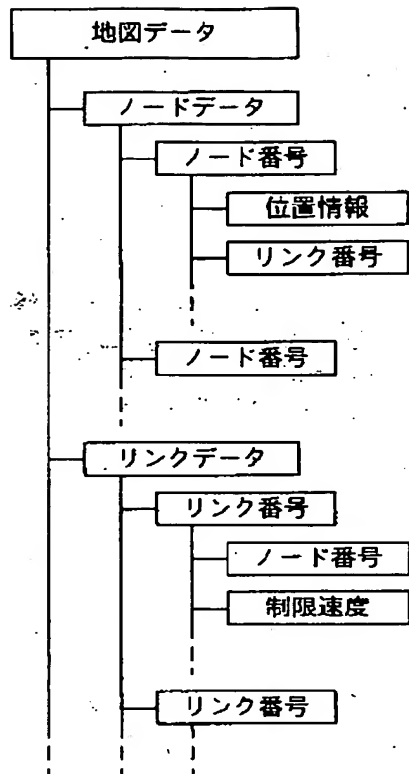 地図データ
ノードデータ
ノード番号
位置情報
リンク番号
ノード番号
リンクデータ
リンク番号
ノード番号
制限速度
リンク番号